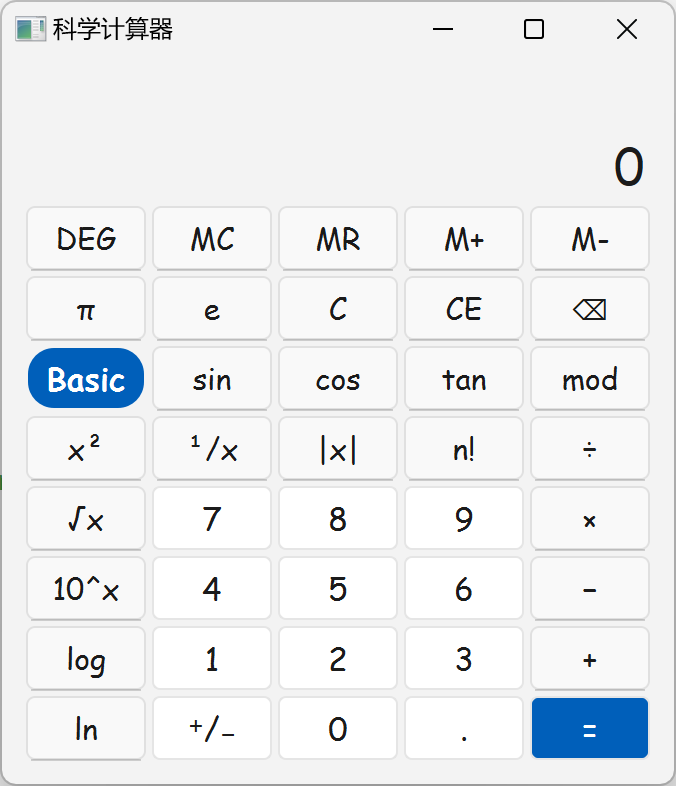 科学计算器
0
DEG MC MR M+ M-
π e C CE ⌫
Basic sin cos tan mod
x² ¹/x |x| n! ÷
√x 7 8 9 ×
10^x 4 5 6 −
log 1 2 3 +
ln ⁺/₋ 0 . =